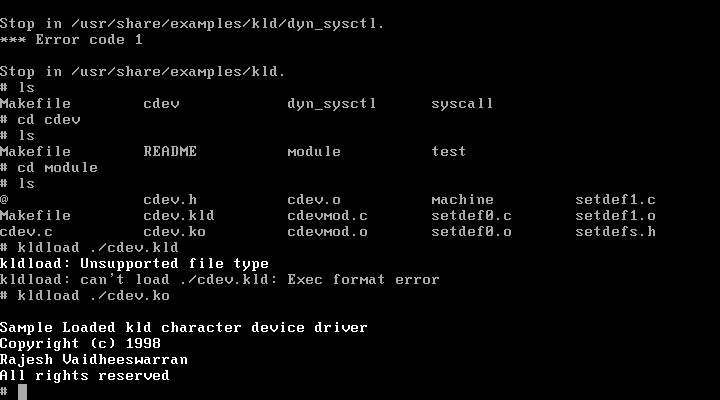 Stop in /usr/share/examples/kld/dyn_sysctl.
*** Error code 1
Stop in /usr/share/examples/kld.
# ls
Makefile cdev dyn_sysctl syscall
# cd cdev
# ls
Makefile README module test
# cd module
# ls
@ cdev.h cdev.o machine setdef1.c
Makefile cdev.kld cdevmod.c setdef0.c setdef1.o
cdev.c cdev.ko cdevmod.o setdef0.o setdefs.h
# kldload ./cdev.kld
kldload: Unsupported file type
kldload: can't load ./cdev.kld: Exec format error
# kldload ./cdev.ko
Sample Loaded kld character device driver
Copyright (c) 1998
Rajesh Vaidheeswarran
All rights reserved
#